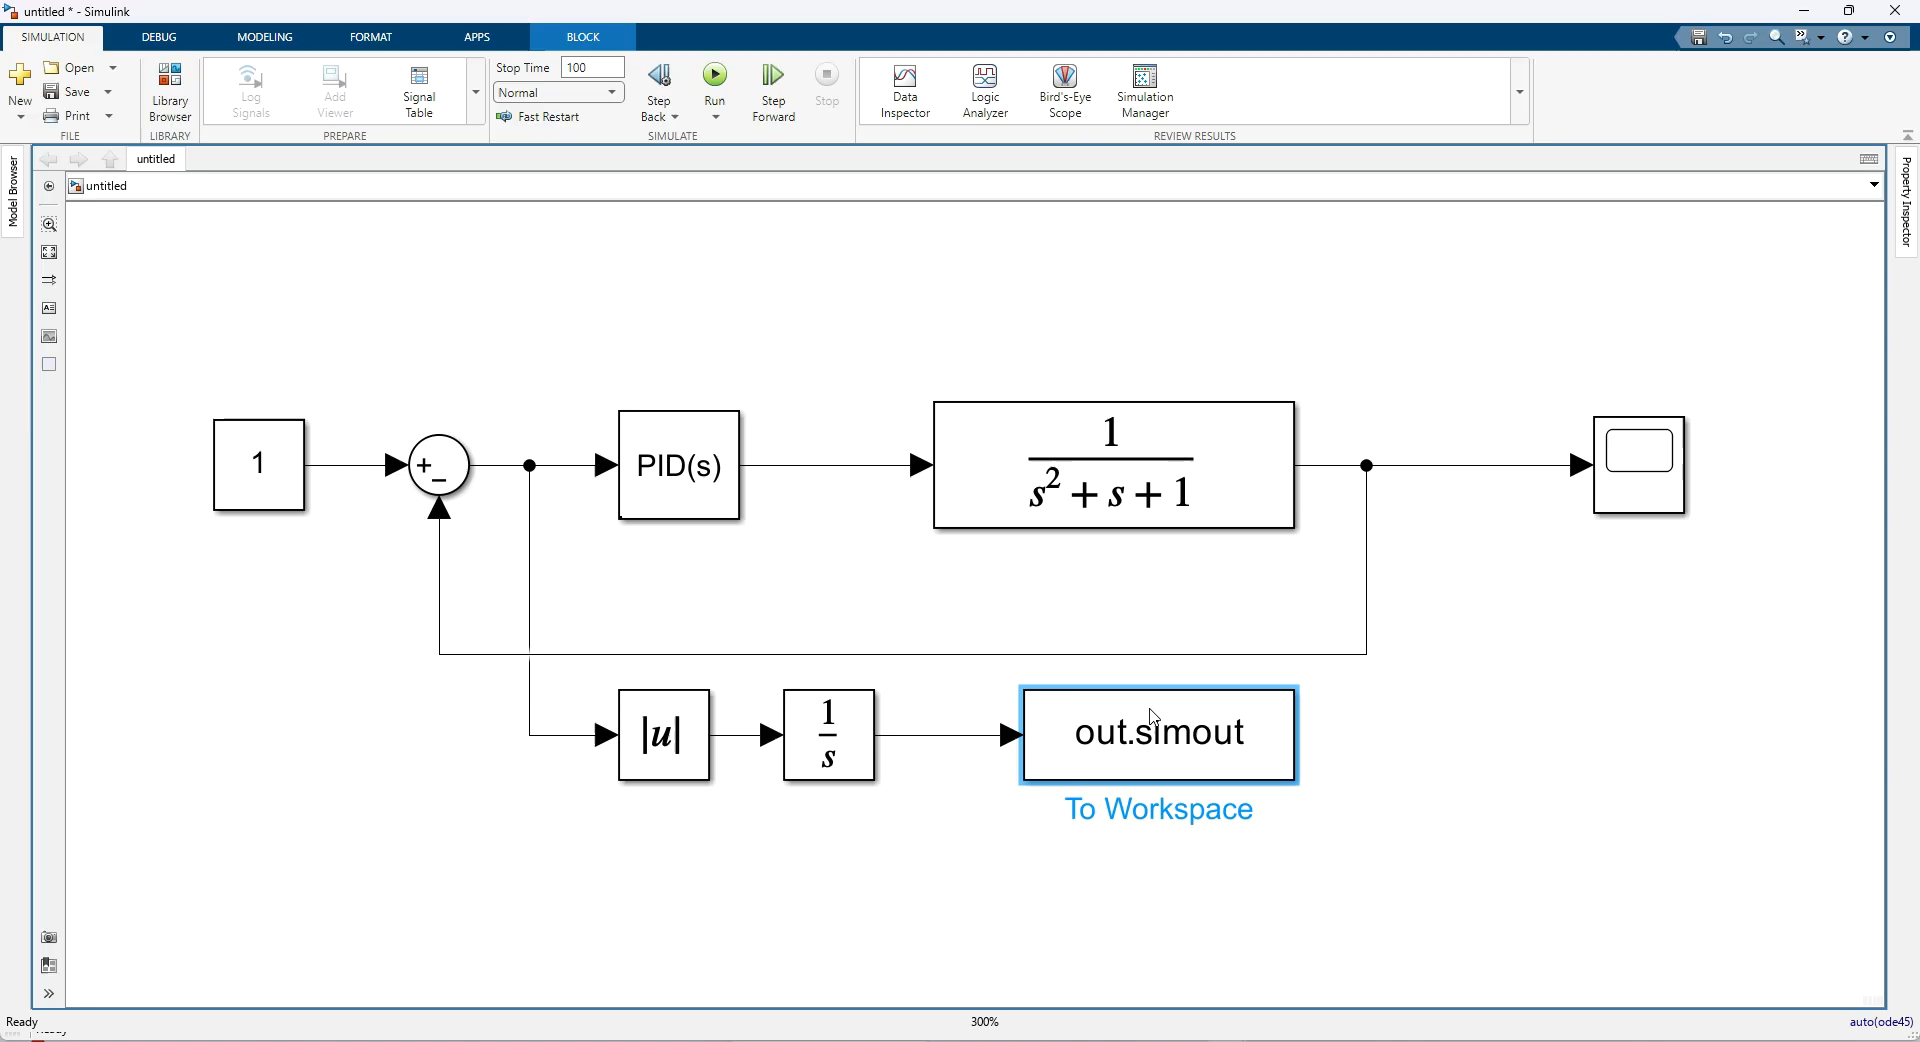 untitled * - Simulink
SIMULATION DEBUG MODELING FORMAT APPS BLOCK
New
Open
Save
Print
FILE
Library Browser
LIBRARY
Log Signals
Add Viewer
Signal Table
PREPARE
Stop Time 100
Normal
Fast Restart
Step Back
Run
Step Forward
Stop
SIMULATE
Data Inspector
Logic Analyzer
Bird's-Eye Scope
Simulation Manager
REVIEW RESULTS
Model Browser
untitled
untitled
Property Inspector
1
+
−
PID(s)
1
s² + s + 1
|u|
1
s
out.simout
To Workspace
Ready
300%
auto(ode45)